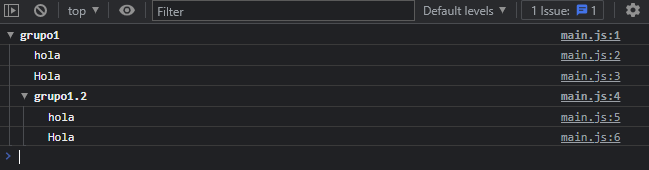 top Filter Default levels 1 Issue: 1
grupo1 main.js:1
hola main.js:2
Hola main.js:3
grupo1.2 main.js:4
hola main.js:5
Hola main.js:6